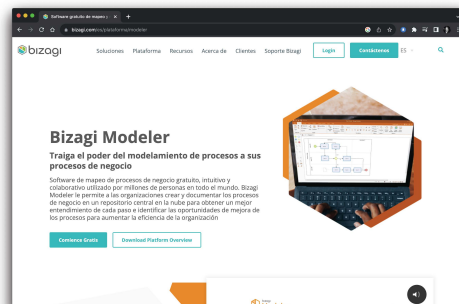 Software gratuito de mapeo
bizagi.com/es/plataforma/modeler
bizagi
Soluciones Plataforma Recursos Acerca de Clientes Soporte Bizagi Login Contáctenos ES
Bizagi Modeler
Traiga el poder del modelamiento de procesos a sus
procesos de negocio
Software de mapeo de procesos de negocio gratuito, intuitivo y
colaborativo utilizado por millones de personas en todo el mundo. Bizagi
Modeler le permite a las organizaciones crear y documentar los procesos
de negocio en un repositorio central en la nube para obtener un mejor
entendimiento de cada paso e identificar las oportunidades de mejora de
los procesos para aumentar la eficiencia de la organización
Comience Gratis Download Platform Overview